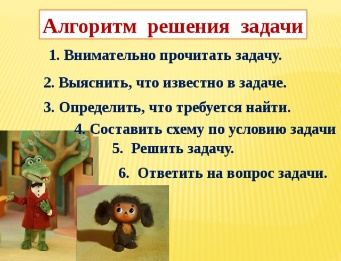 Алгоритм решения задачи
1. Внимательно прочитать задачу.
2. Выяснить, что известно в задаче.
3. Определить, что требуется найти.
4. Составить схему по условию задачи
5. Решить задачу.
6. Ответить на вопрос задачи.